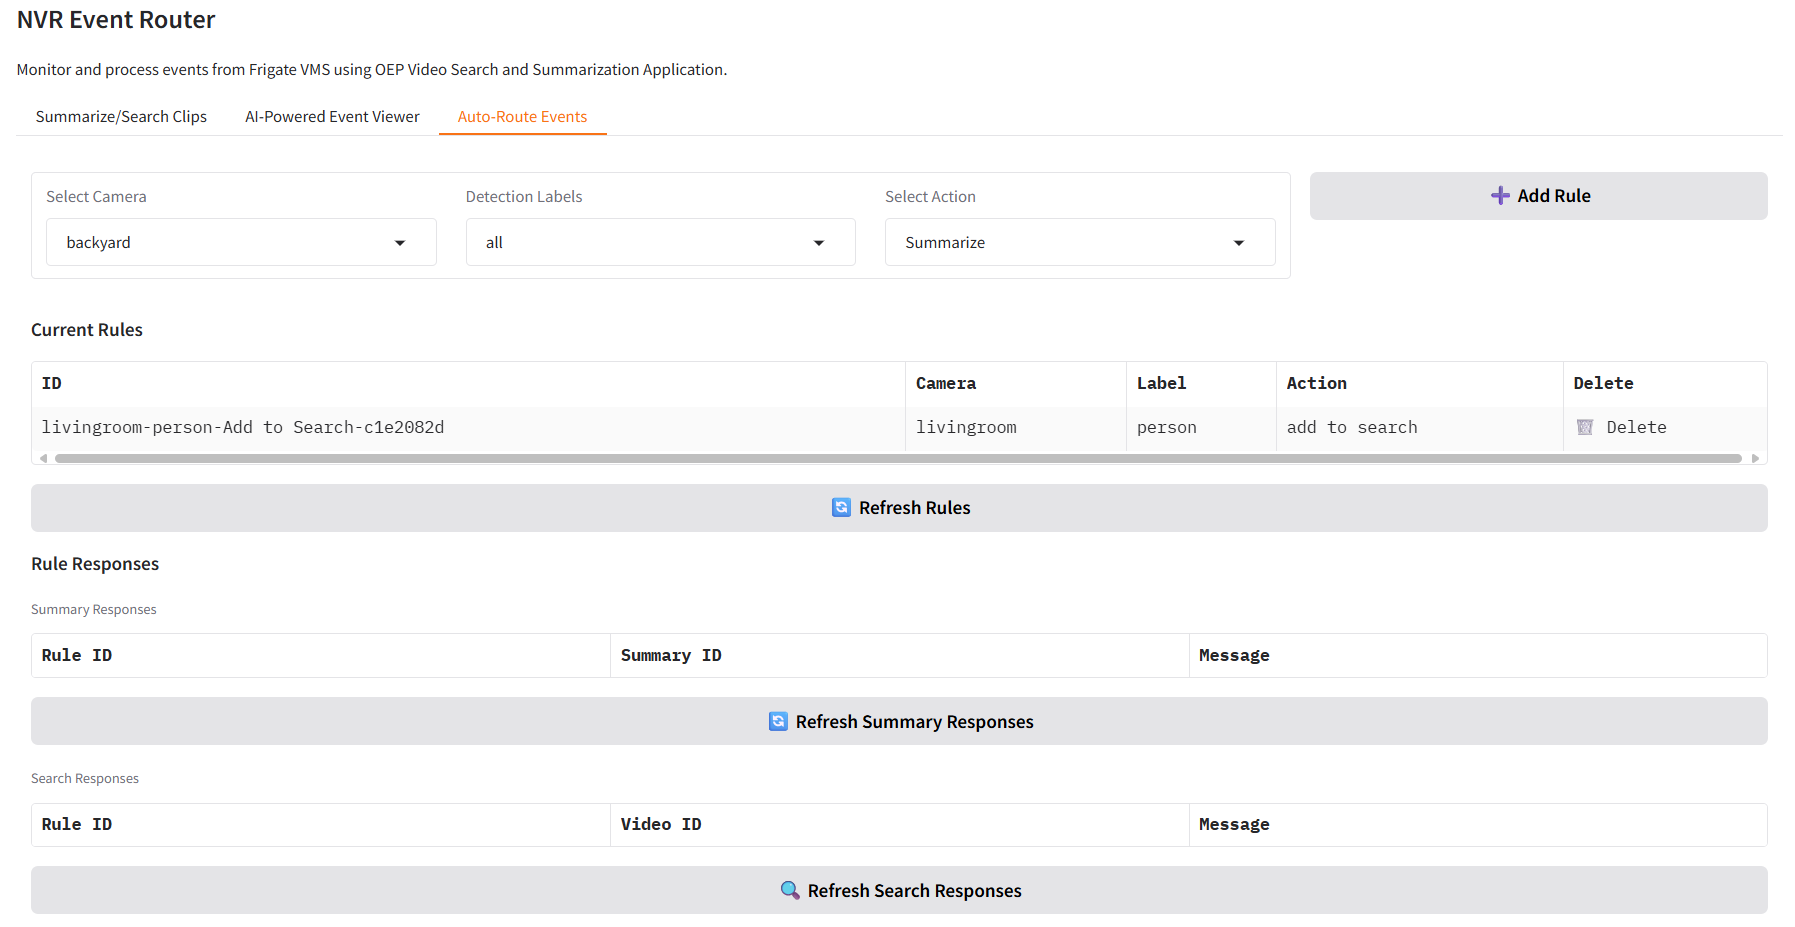 NVR Event Router
Monitor and process events from Frigate VMS using OEP Video Search and Summarization Application.
Summarize/Search Clips AI-Powered Event Viewer Auto-Route Events
Select Camera Detection Labels Select Action
Add Rule
backyard all Summarize
Current Rules
ID Camera Label Action Delete
livingroom-person-Add to Search-c1e2082d livingroom person add to search Delete
Refresh Rules
Rule Responses
Summary Responses
Rule ID Summary ID Message
Refresh Summary Responses
Search Responses
Rule ID Video ID Message
Refresh Search Responses